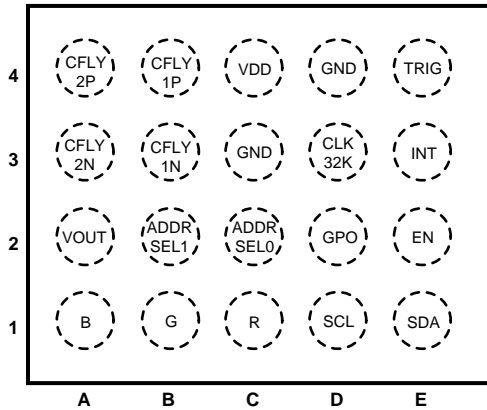 4
CFLY
2P
CFLY
1P
VDD
GND
TRIG
3
CFLY
2N
CFLY
1N
GND
CLK
32K
INT
2
VOUT
ADDR
SEL1
ADDR
SEL0
GPO
EN
1
B
G
R
SCL
SDA
A B C D E